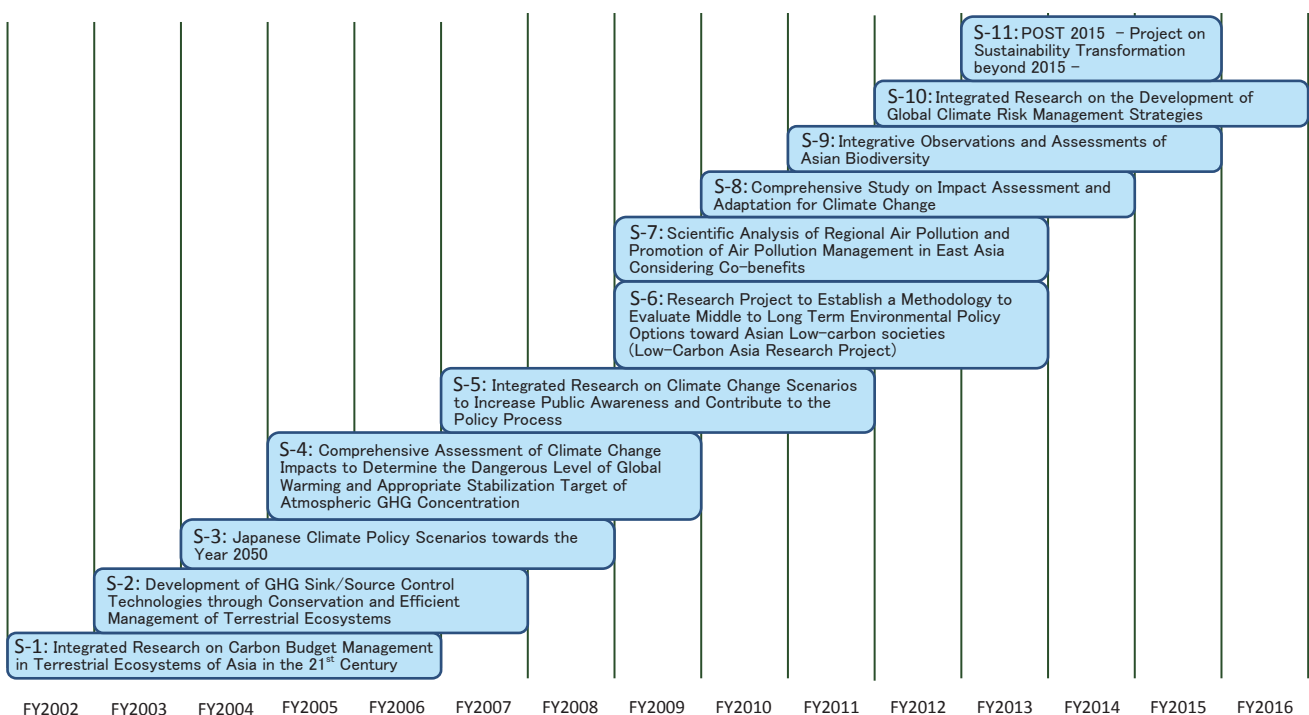 S-11: POST 2015 - Project on
Sustainability Transformation
beyond 2015 -
S-10: Integrated Research on the Development of
Global Climate Risk Management Strategies
S-9: Integrative Observations and Assessments of
Asian Biodiversity
S-8: Comprehensive Study on Impact Assessment and
Adaptation for Climate Change
S-7: Scientific Analysis of Regional Air Pollution and
Promotion of Air Pollution Management in East Asia
Considering Co-benefits
S-6: Research Project to Establish a Methodology to
Evaluate Middle to Long Term Environmental Policy
Options toward Asian Low-carbon societies
(Low-Carbon Asia Research Project)
S-5: Integrated Research on Climate Change Scenarios
to Increase Public Awareness and Contribute to the
Policy Process
S-4: Comprehensive Assessment of Climate Change
Impacts to Determine the Dangerous Level of Global
Warming and Appropriate Stabilization Target of
Atmospheric GHG Concentration
S-3: Japanese Climate Policy Scenarios towards the
Year 2050
S-2: Development of GHG Sink/Source Control
Technologies through Conservation and Efficient
Management of Terrestrial Ecosystems
S-1: Integrated Research on Carbon Budget Management
in Terrestrial Ecosystems of Asia in the 21st Century
FY2002 FY2003 FY2004 FY2005 FY2006 FY2007 FY2008 FY2009 FY2010 FY2011 FY2012 FY2013 FY2014 FY2015 FY2016